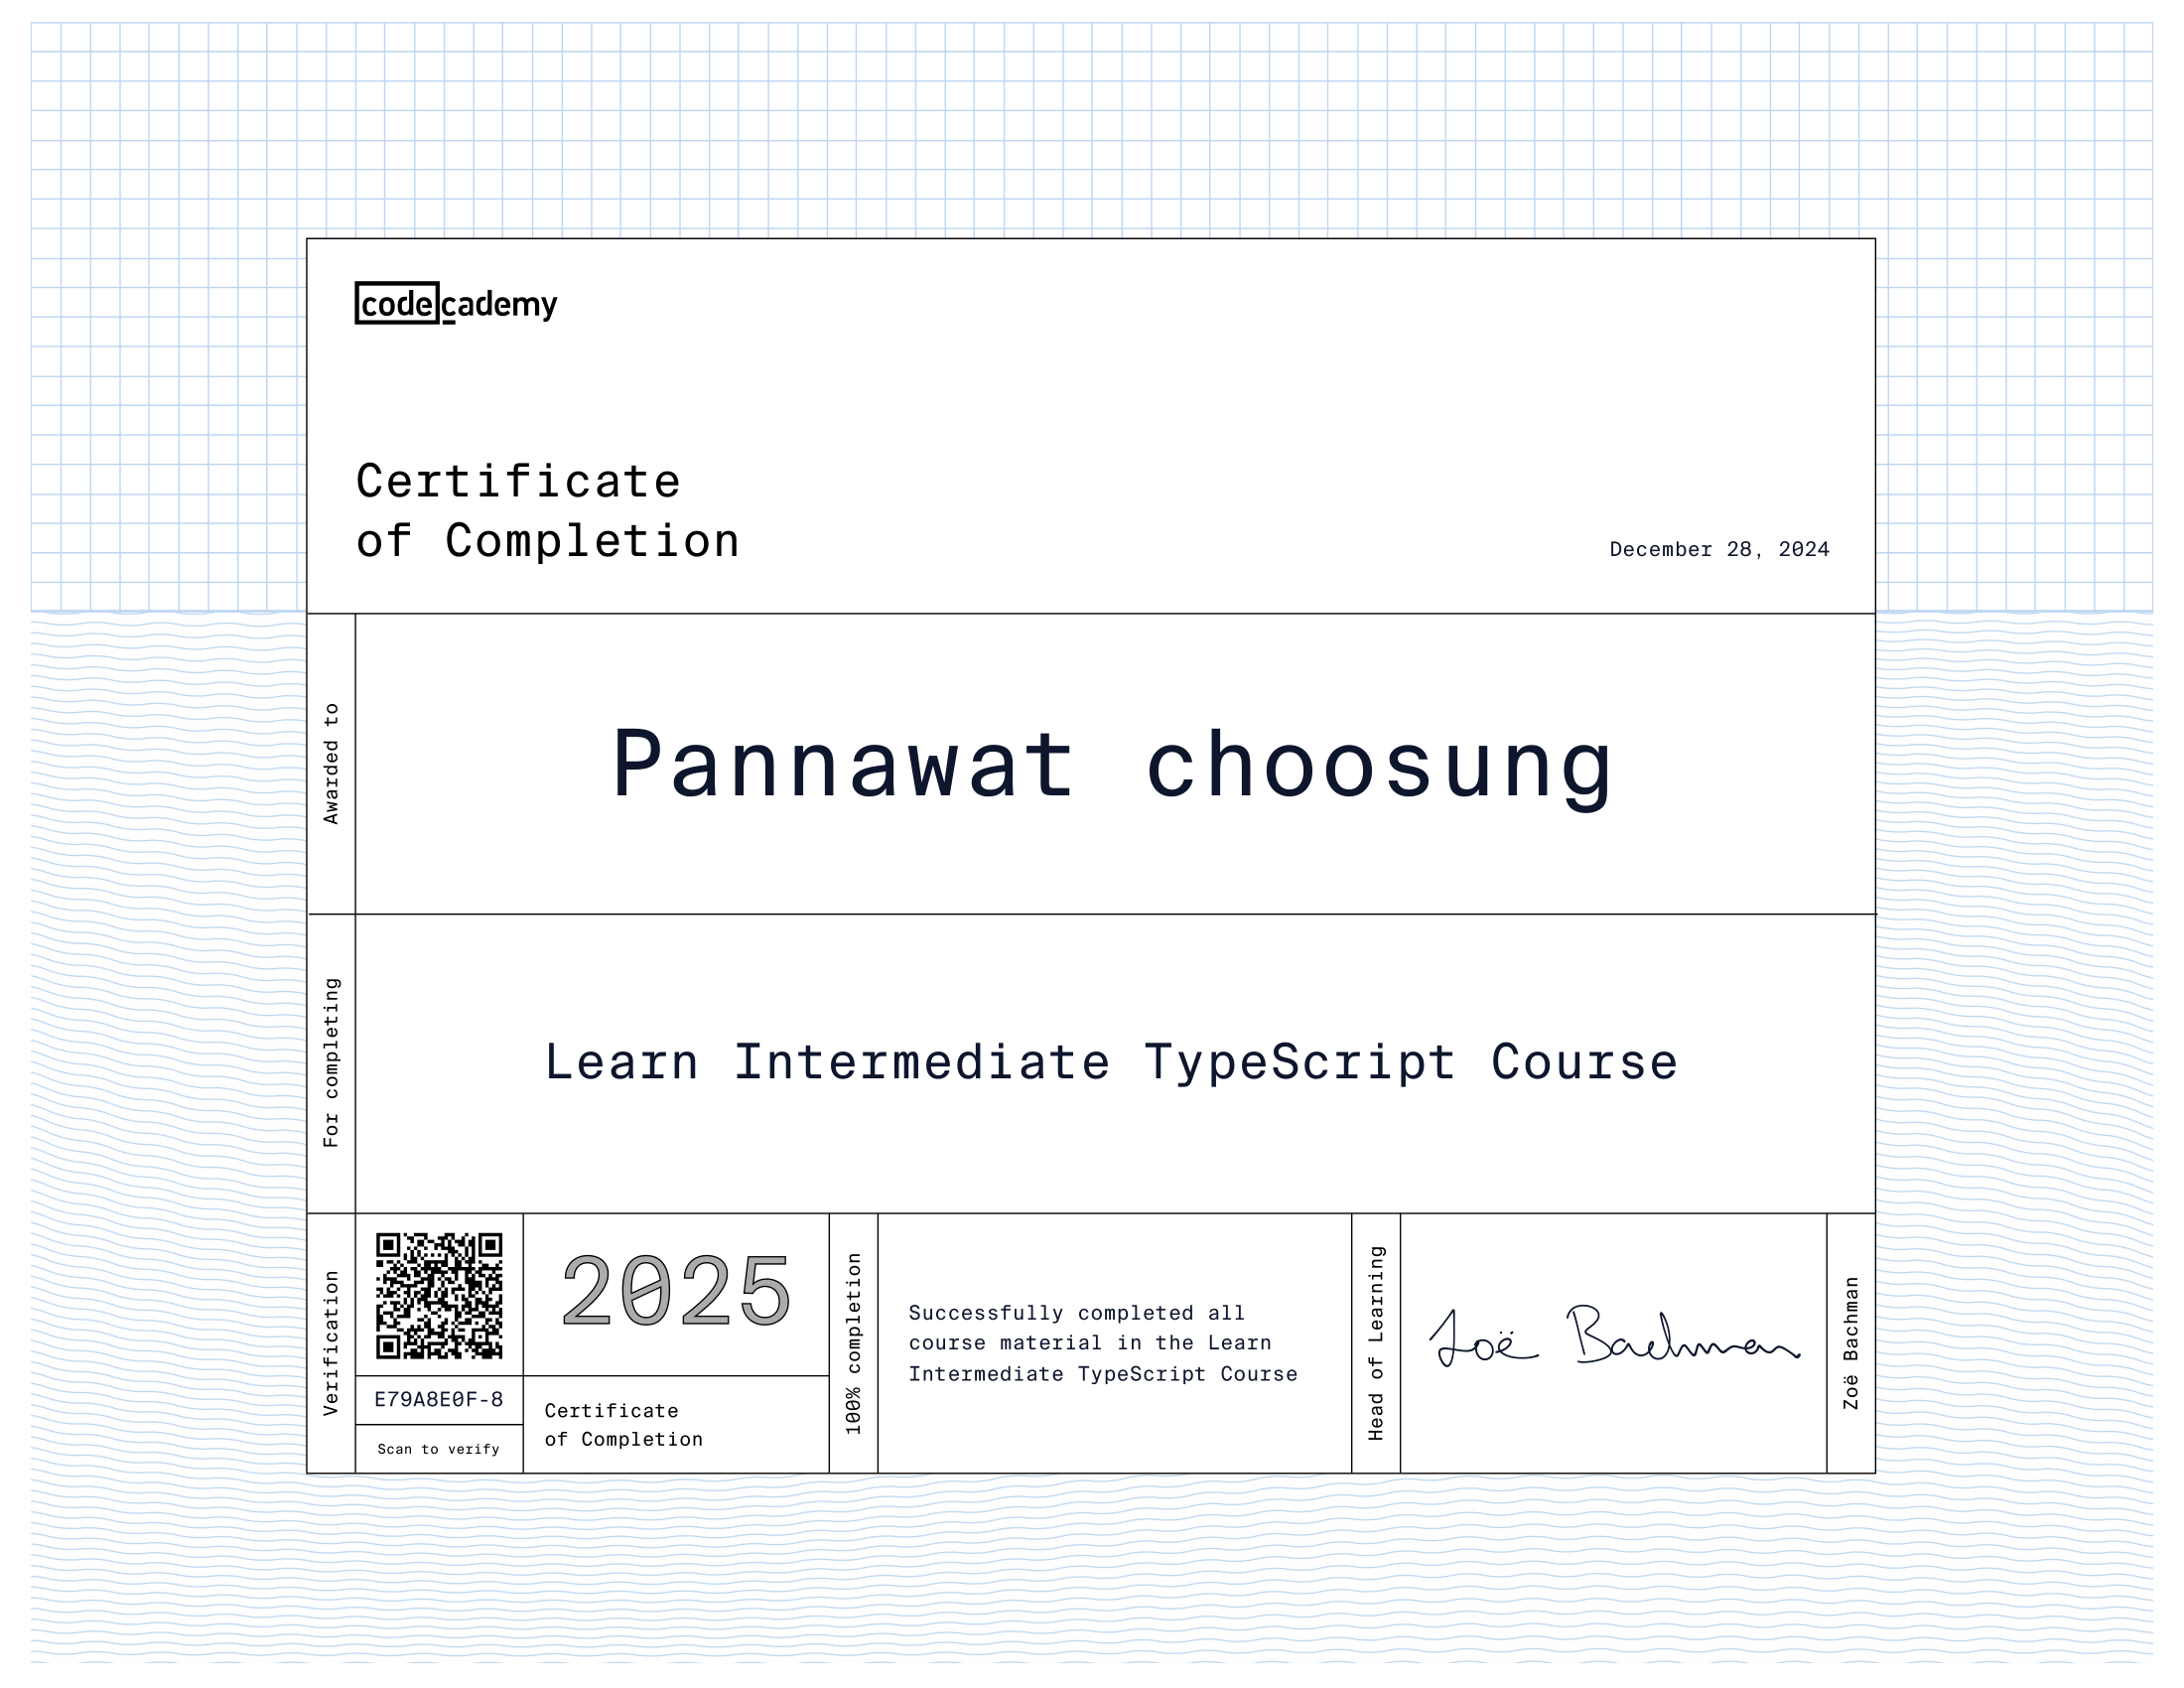 codecademy
Certificate
of Completion
December 28, 2024
Awarded to
Pannawat choosung
For completing
Learn Intermediate TypeScript Course
Verification
E79A8E0F-8
Scan to verify
2025
Certificate
of Completion
100% completion
Successfully completed all
course material in the Learn
Intermediate TypeScript Course
Head of Learning
Zoë Bachman
Zoë Bachman